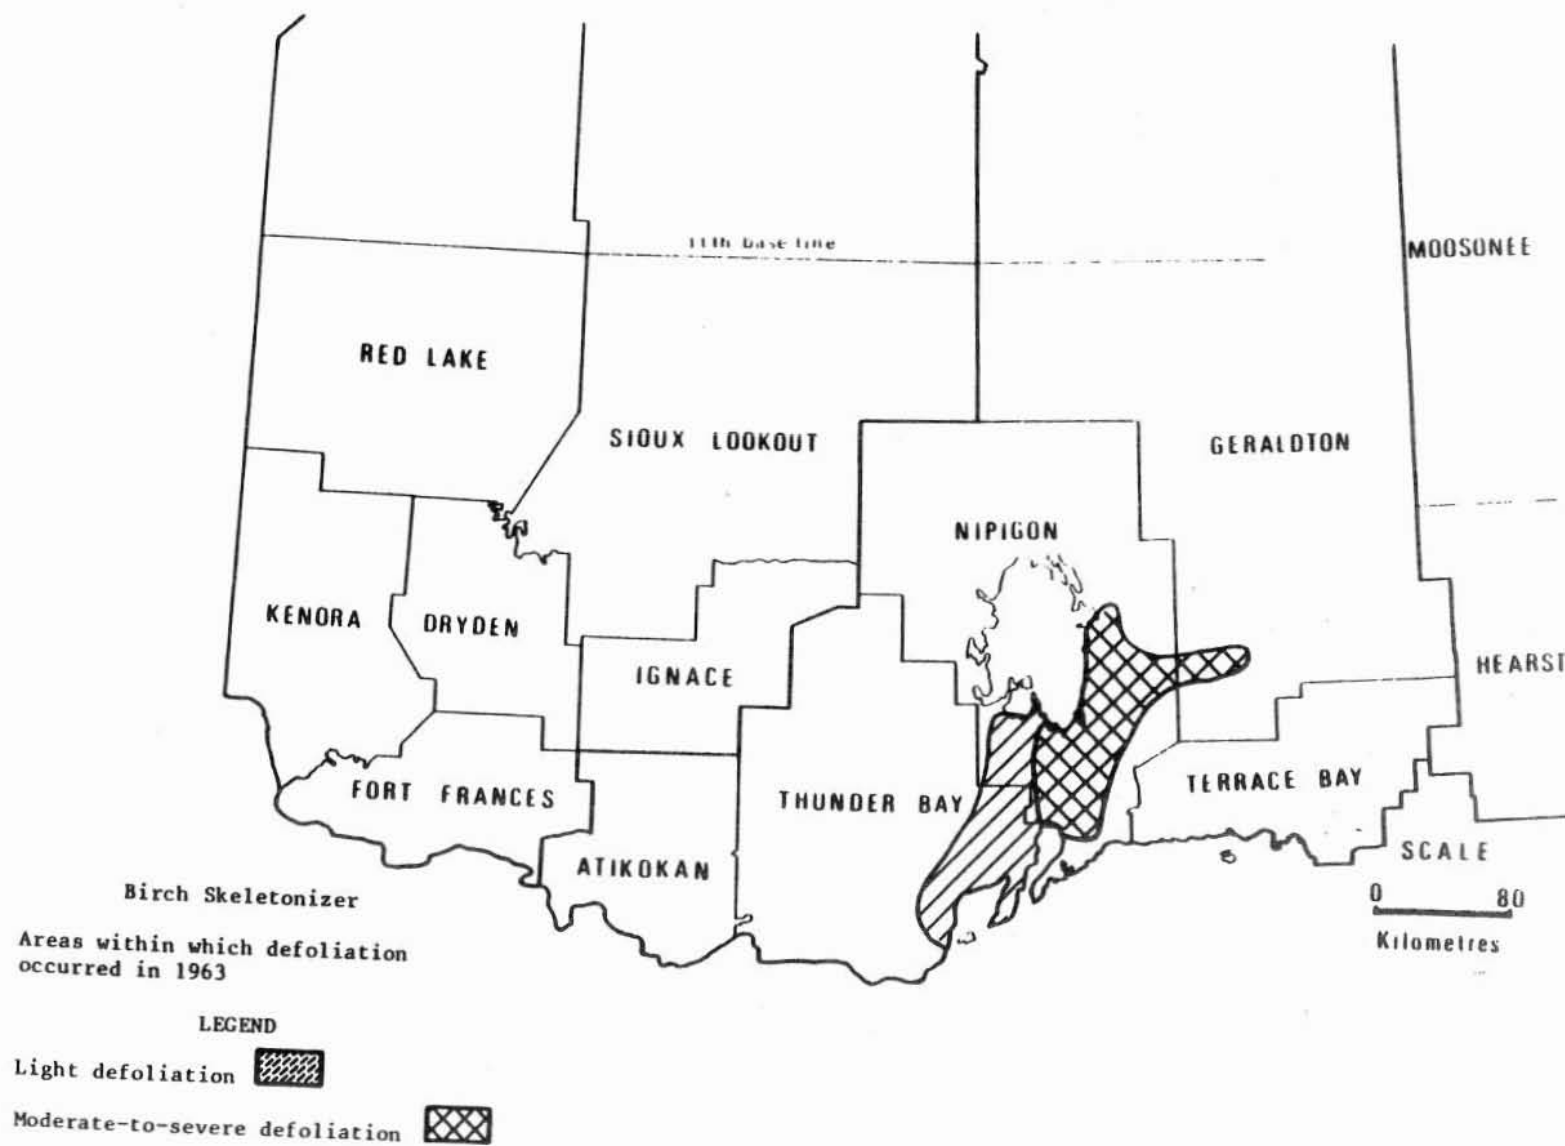 11th base line
MOOSONEE
RED LAKE
SIOUX LOOKOUT
GERALDTON
NIPIGON
KENORA
DRYDEN
IGNACE
HEARST
FORT FRANCES
THUNDER BAY
TERRACE BAY
ATIKOKAN
SCALE
0 80
Kilometres
Birch Skeletonizer
Areas within which defoliation
occurred in 1963
LEGEND
Light defoliation
Moderate-to-severe defoliation